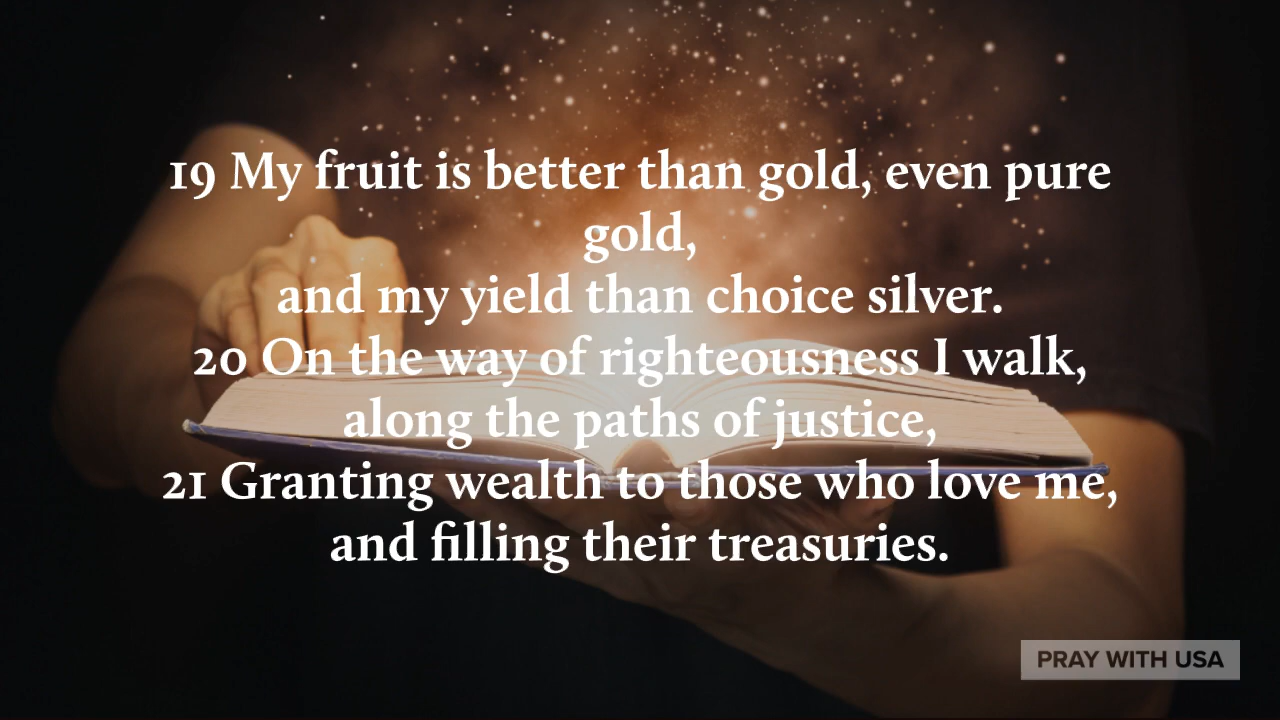 19 My fruit is better than gold, even pure
gold,
and my yield than choice silver.
20 On the way of righteousness I walk,
along the paths of justice,
21 Granting wealth to those who love me,
and filling their treasuries.
PRAY WITH USA